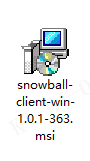 snowball-
client-win-
1.0.1-363.
msi